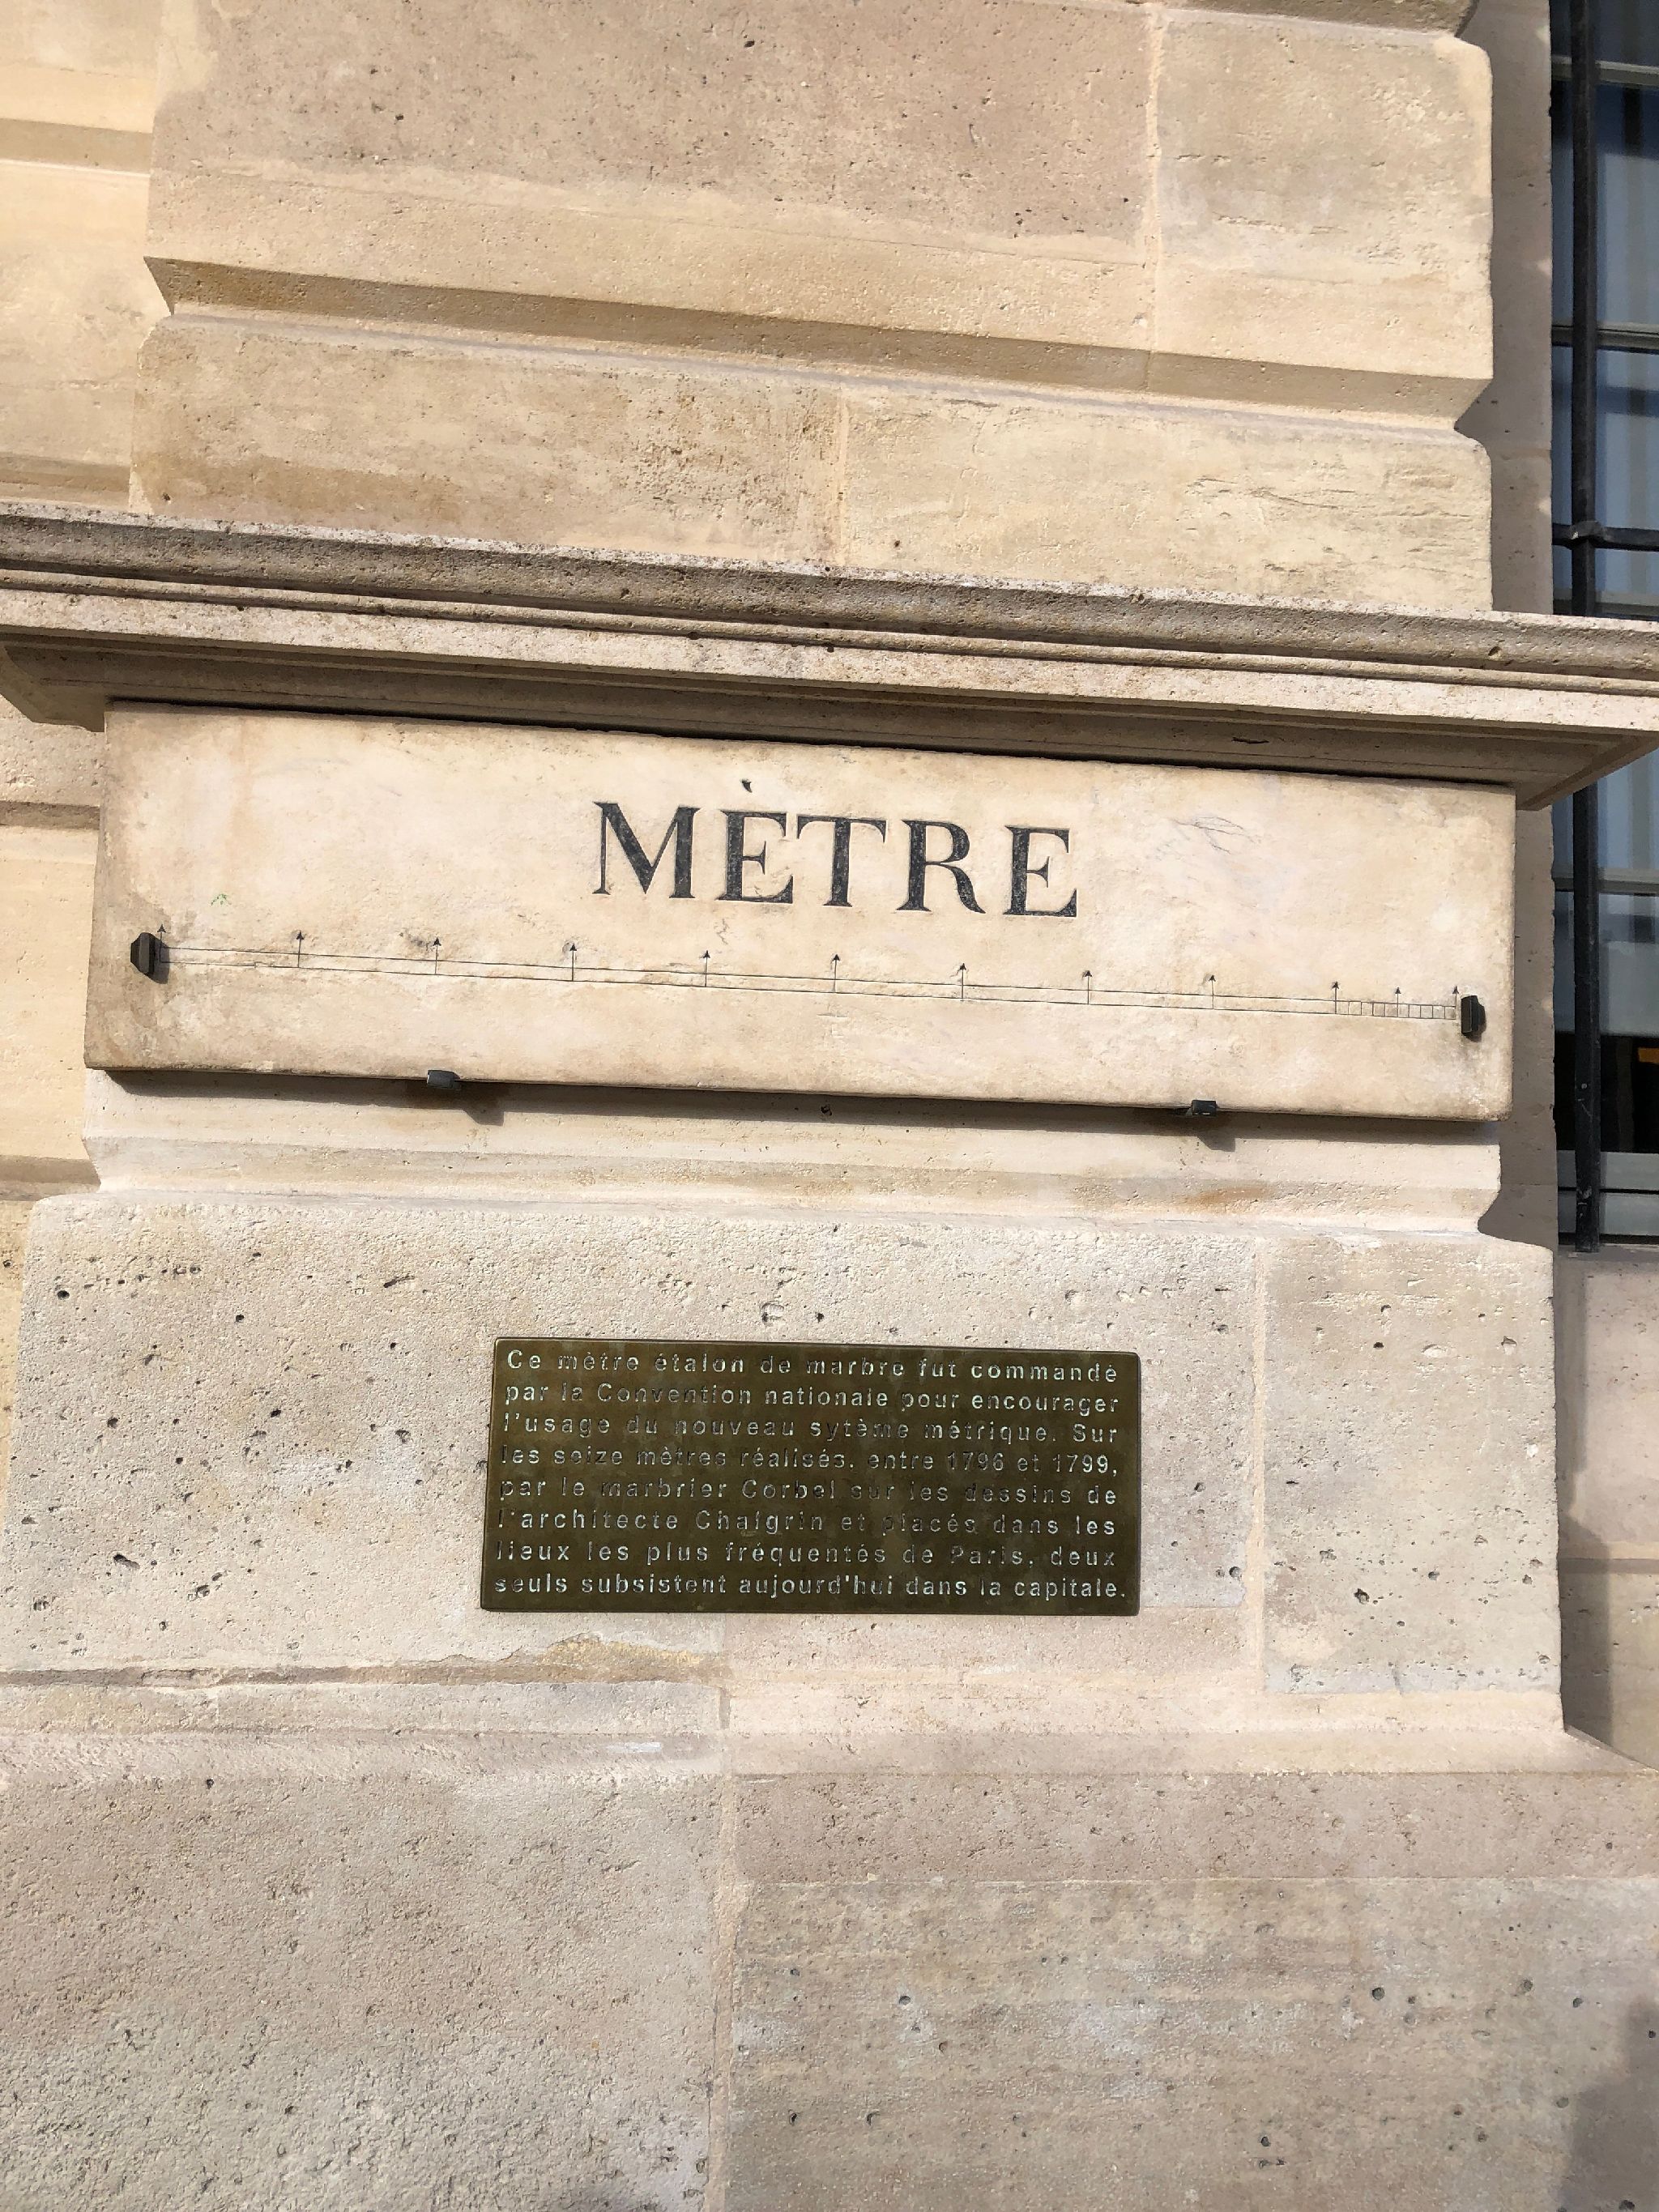 MÈTRE
Ce mètre étalon de marbre fut commandé
par la Convention nationale pour encourager
l'usage du nouveau sytème métrique. Sur
les seize mètres réalisés, entre 1796 et 1799,
par le marbrier Corbel sur les dessins de
l'architecte Chalgrin et placés dans les
lieux les plus fréquentés de Paris, deux
seuls subsistent aujourd'hui dans la capitale.